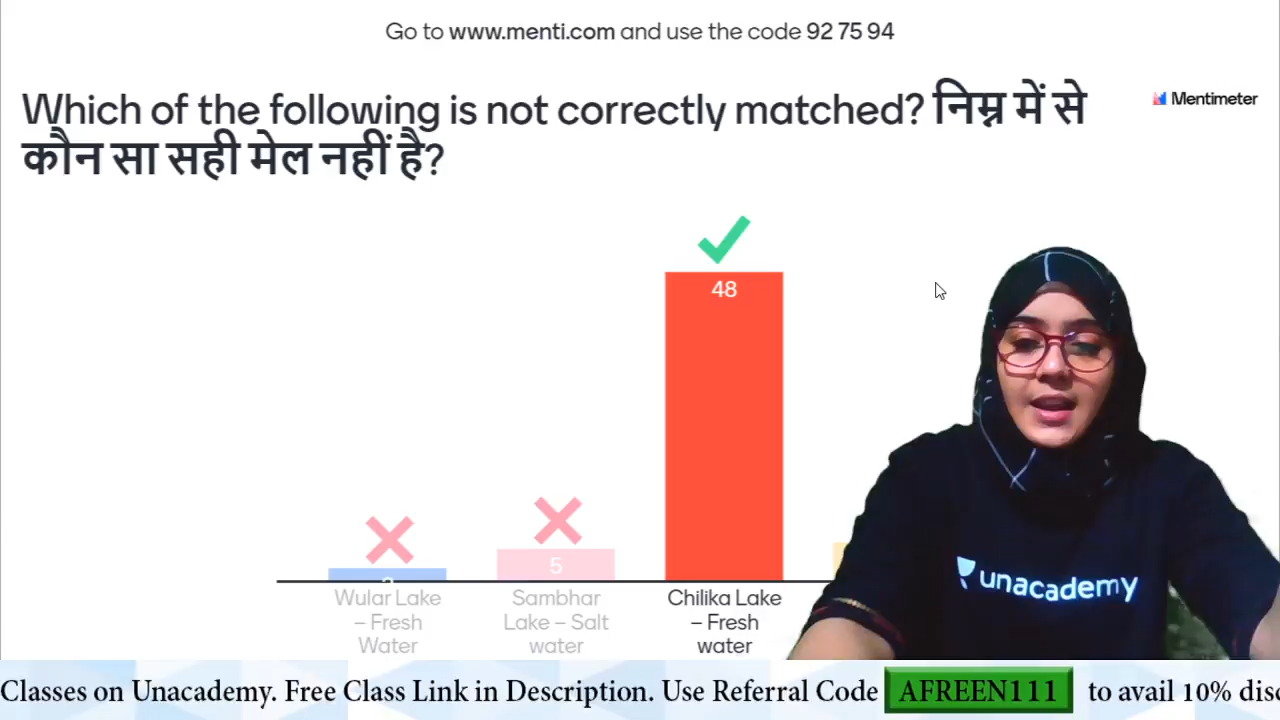 Go to www.menti.com and use the code 92 75 94
Which of the following is not correctly matched? निम्न में से
कौन सा सही मेल नहीं है?
Mentimeter
48
5
Wular Lake
– Fresh
Water
Sambhar
Lake – Salt
water
Chilika Lake
– Fresh
water
unacademy
Classes on Unacademy. Free Class Link in Description. Use Referral Code AFREEN111 to avail 10% disc